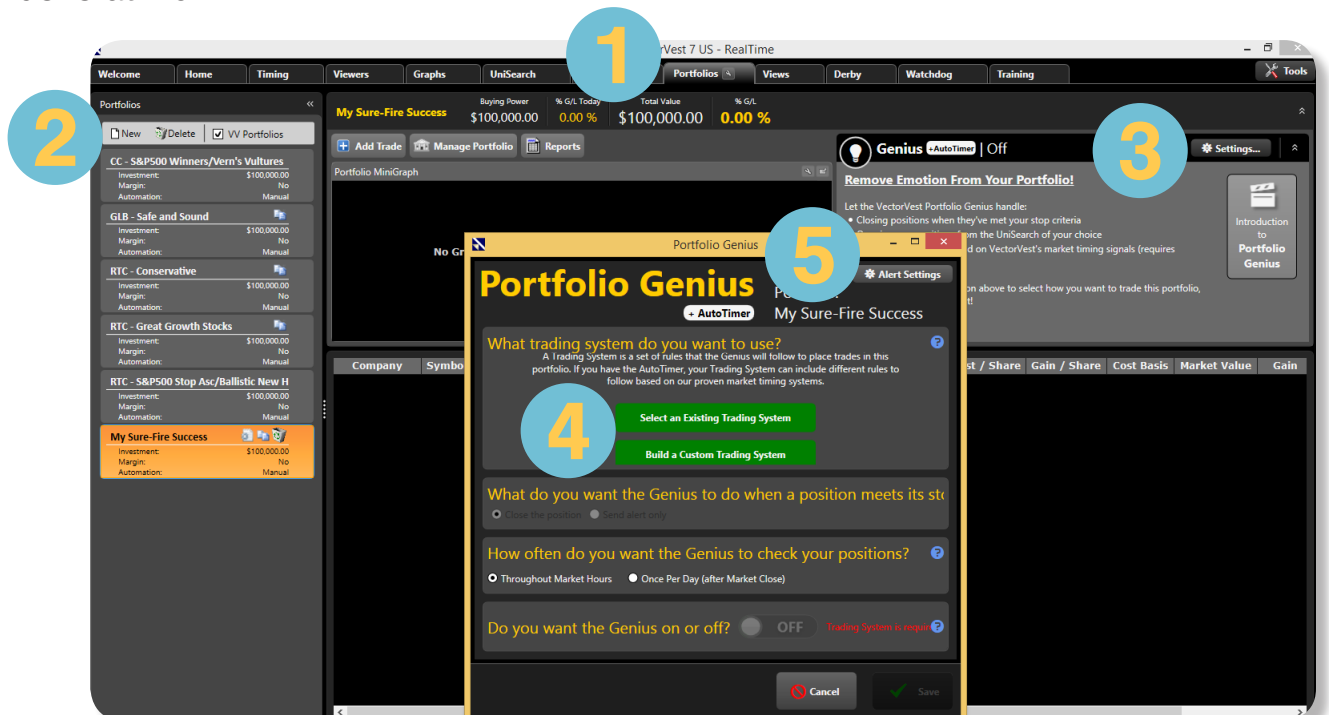 1
rVest 7 US - RealTime
Welcome Home Timing Viewers Graphs UniSearch Portfolios Views Derby Watchdog Training Tools
2
Portfolios
New Delete VV Portfolios
CC - S&P500 Winners/Vern's Vultures
Investment: $100,000.00
Margin: No
Automation: Manual
GLB - Safe and Sound
Investment: $100,000.00
Margin: No
Automation: Manual
RTC - Conservative
Investment: $100,000.00
Margin: No
Automation: Manual
RTC - Great Growth Stocks
Investment: $100,000.00
Margin: No
Automation: Manual
RTC - S&P500 Stop Asc/Ballistic New H
Investment: $100,000.00
Margin: No
Automation: Manual
My Sure-Fire Success
Investment: $100,000.00
Margin: No
Automation: Manual
My Sure-Fire Success
Buying Power % G/L Today Total Value % G/L
$100,000.00 0.00 % $100,000.00 0.00 %
Add Trade Manage Portfolio Reports
Portfolio MiniGraph
No Gr
Genius +AutoTimer | Off
3
Settings...
Remove Emotion From Your Portfolio!
Let the VectorVest Portfolio Genius handle:
• Closing positions when they've met your stop criteria
om the UniSearch of your choice
d on VectorVest's market timing signals (requires
on above to select how you want to trade this portfolio,
Introduction
to
Portfolio
Genius
Company Symbo st / Share Gain / Share Cost Basis Market Value Gain
Portfolio Genius
5
Portfolio Genius
+ AutoTimer
Alert Settings
My Sure-Fire Success
What trading system do you want to use?
A Trading System is a set of rules that the Genius will follow to place trades in this
portfolio. If you have the AutoTimer, your Trading System can include different rules to
follow based on our proven market timing systems.
4
Select an Existing Trading System
Build a Custom Trading System
What do you want the Genius to do when a position meets its sto
Close the position Send alert only
How often do you want the Genius to check your positions?
Throughout Market Hours Once Per Day (after Market Close)
Do you want the Genius on or off? OFF Trading System is requir
Cancel Save